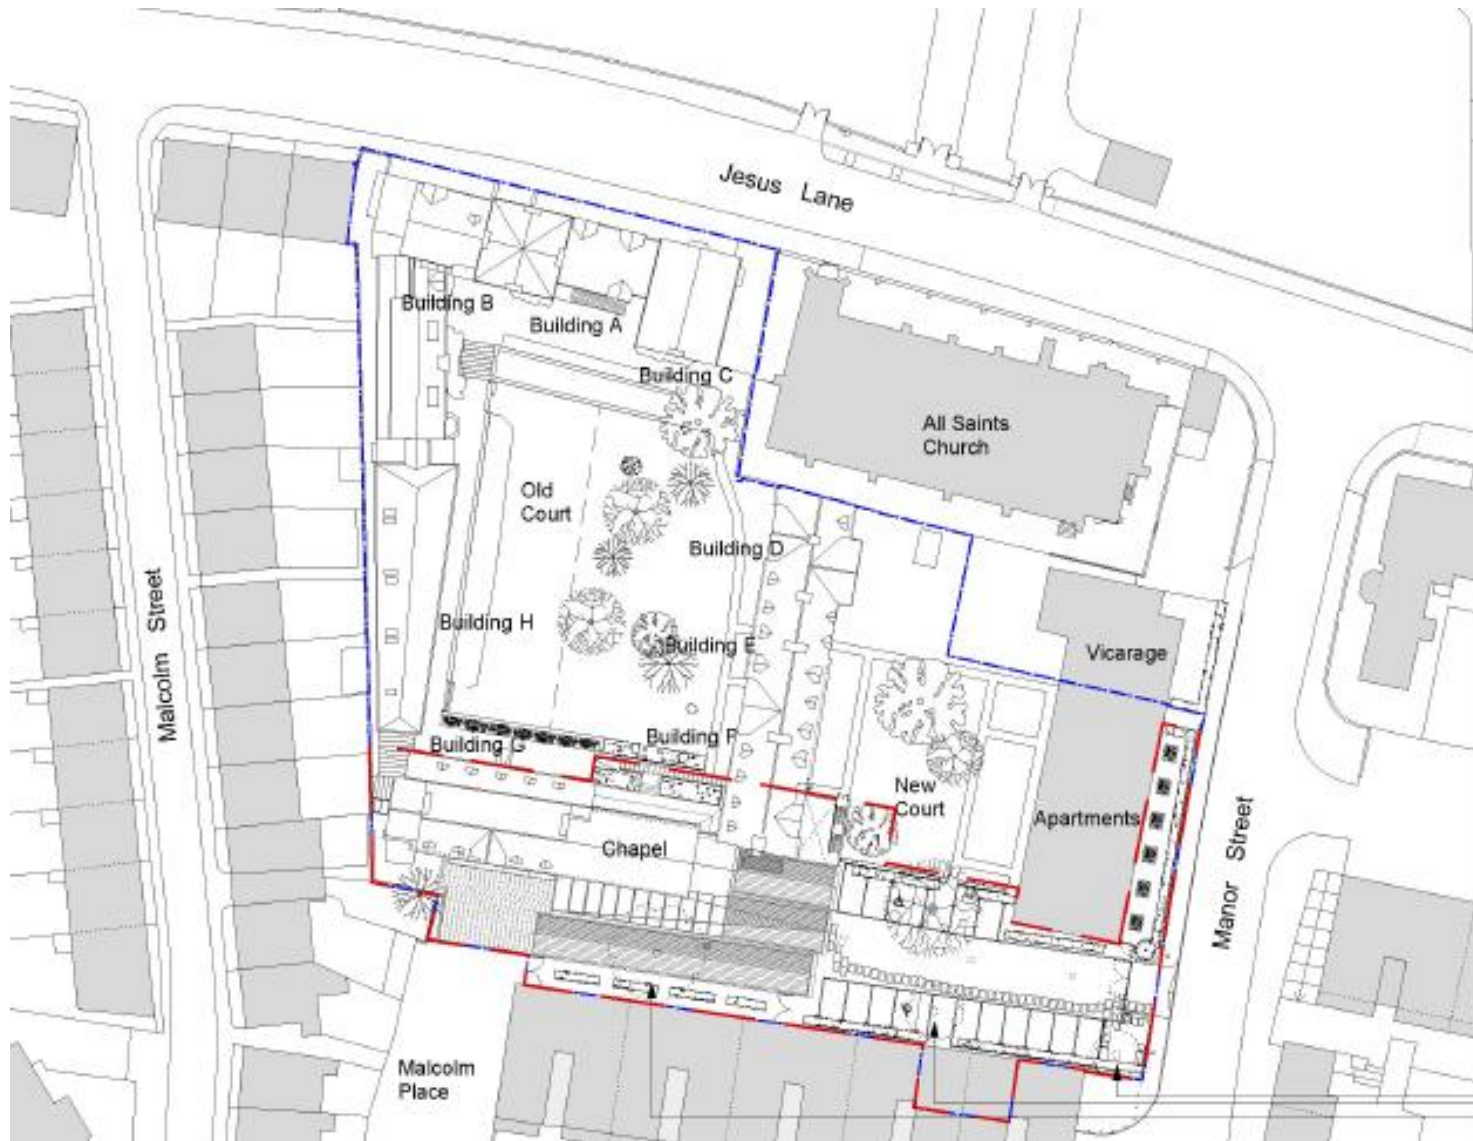 Jesus Lane
Building B
Building A
Building C
All Saints
Church
Old
Court
Building D
Malcolm Street
Building H
Building E
Vicarage
Building G
Building F
New
Court
Apartments
Chapel
Manor Street
Malcolm
Place